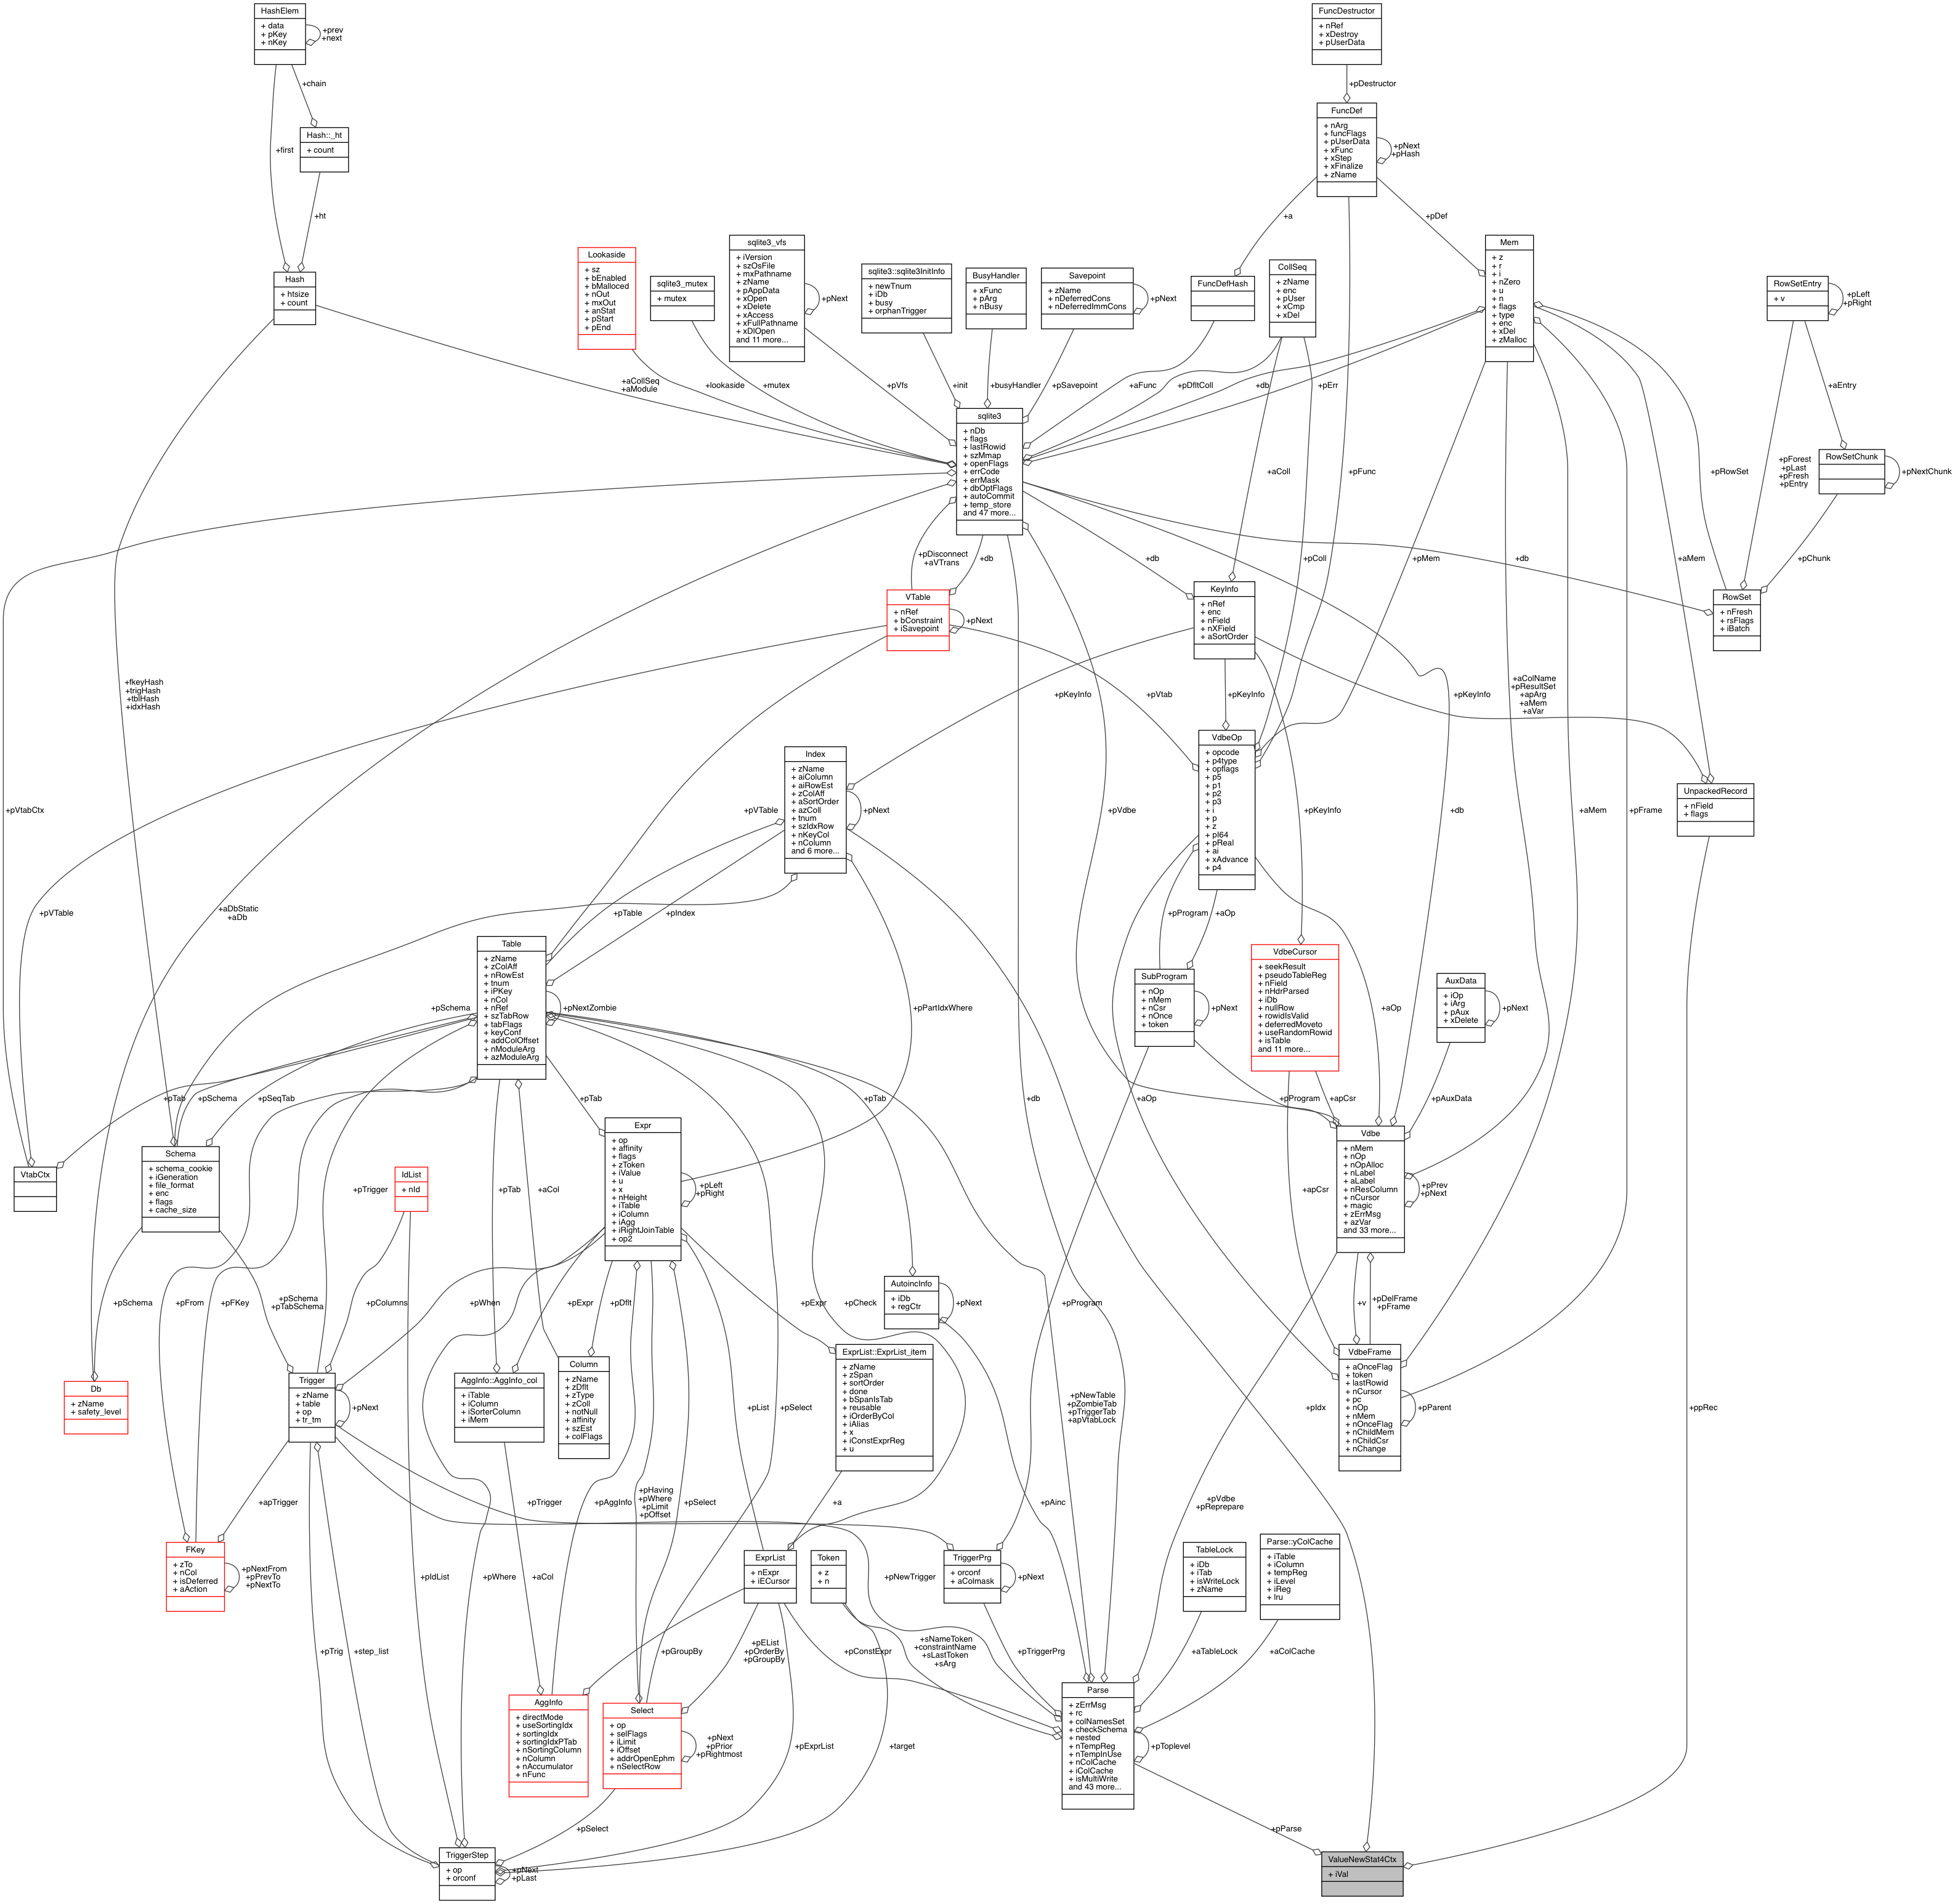 HashElem
+ data
+ pKey
+ nKey
+prev
+next
FuncDestructor
+ nRef
+ xDestroy
+ pUserData
+chain
+pDestructor
FuncDef
+ nArg
+ funcFlags
+ pUserData
+ xFunc
+ xStep
+ xFinalize
+ zName
+pNext
+pHash
Hash::_ht
+ count
+first
+ht
+a
+pDef
Hash
+ htsize
+ count
Lookaside
+ sz
+ bEnabled
+ bMalloced
+ nOut
+ mxOut
+ anStat
+ pStart
+ pEnd
sqlite3_mutex
+ mutex
sqlite3_vfs
+ iVersion
+ szOsFile
+ mxPathname
+ zName
+ pAppData
+ xOpen
+ xDelete
+ xAccess
+ xFullPathname
+ xDlOpen
and 11 more...
+pNext
sqlite3::sqlite3InitInfo
+ newTnum
+ iDb
+ busy
+ orphanTrigger
BusyHandler
+ xFunc
+ pArg
+ nBusy
Savepoint
+ zName
+ nDeferredCons
+ nDeferredImmCons
+pNext
FuncDefHash
CollSeq
+ zName
+ enc
+ pUser
+ xCmp
+ xDel
Mem
+ z
+ r
+ i
+ nZero
+ u
+ n
+ flags
+ type
+ enc
+ xDel
+ zMalloc
RowSetEntry
+ v
+pLeft
+pRight
+aCollSeq
+aModule
+lookaside
+mutex
+pVfs
+init
+busyHandler
+pSavepoint
+aFunc
+pDfltColl
+db
+pErr
+aEntry
sqlite3
+ nDb
+ flags
+ lastRowid
+ szMmap
+ openFlags
+ errCode
+ errMask
+ dbOptFlags
+ autoCommit
+ temp_store
and 47 more...
+aColl
+pFunc
+pRowSet
+pForest
+pLast
+pFresh
+pEntry
RowSetChunk
+pNextChunk
+pDisconnect
+aVTrans
+db
+db
+pColl
+pMem
+aMem
+db
+pChunk
VTable
+ nRef
+ bConstraint
+ iSavepoint
+pNext
KeyInfo
+ nRef
+ enc
+ nField
+ nXField
+ aSortOrder
RowSet
+ nFresh
+ rsFlags
+ iBatch
+fkeyHash
+trigHash
+tblHash
+idxHash
+pKeyInfo
+pVtab
+pKeyInfo
+pKeyInfo
+aColName
+pResultSet
+apArg
+aMem
+aVar
VdbeOp
+ opcode
+ p4type
+ opflags
+ p5
+ p1
+ p2
+ p3
+ i
+ p
+ z
+ pI64
+ pReal
+ ai
+ xAdvance
+ p4
Index
+ zName
+ aiColumn
+ aiRowEst
+ zColAff
+ aSortOrder
+ azColl
+ tnum
+ szIdxRow
+ nKeyCol
+ nColumn
and 6 more...
+pNext
UnpackedRecord
+ nField
+ flags
+pVtabCtx
+pVTable
+pVdbe
+pKeyInfo
+db
+aMem
+pFrame
+pVTable
+aDbStatic
+aDb
+pTable
+pIndex
+pProgram
+aOp
Table
+ zName
+ zColAff
+ nRowEst
+ tnum
+ iPKey
+ nCol
+ nRef
+ szTabRow
+ tabFlags
+ keyConf
+ addColOffset
+ nModuleArg
+ azModuleArg
+pNextZombie
+pSchema
+pPartIdxWhere
SubProgram
+ nOp
+ nMem
+ nCsr
+ nOnce
+ token
+pNext
VdbeCursor
+ seekResult
+ pseudoTableReg
+ nField
+ nHdrParsed
+ iDb
+ nullRow
+ rowidIsValid
+ deferredMoveto
+ useRandomRowid
+ isTable
and 11 more...
+aOp
AuxData
+ iOp
+ iArg
+ pAux
+ xDelete
+pNext
+pTab
+pSchema
+pSeqTab
+pTab
+pTab
+db
+aOp
+pProgram
+apCsr
+pAuxData
VtabCtx
Schema
+ schema_cookie
+ iGeneration
+ file_format
+ enc
+ flags
+ cache_size
+pTrigger
IdList
+ nId
+pTab
+aCol
Expr
+ op
+ affinity
+ flags
+ zToken
+ iValue
+ u
+ x
+ nHeight
+ iTable
+ iColumn
+ iAgg
+ iRightJoinTable
+ op2
+pLeft
+pRight
Vdbe
+ nMem
+ nOp
+ nOpAlloc
+ nLabel
+ aLabel
+ nResColumn
+ nCursor
+ magic
+ zErrMsg
+ azVar
and 33 more...
+pPrev
+pNext
+apCsr
+pSchema
+pFrom
+pFKey
+pSchema
+pTabSchema
+pColumns
+pWhen
+pExpr
+pDflt
+pExpr
+pCheck
AutoincInfo
+ iDb
+ regCtr
+pNext
+pProgram
+v
+pDelFrame
+pFrame
Db
+ zName
+ safety_level
Trigger
+ zName
+ table
+ op
+ tr_tm
+pNext
AggInfo::AggInfo_col
+ iTable
+ iColumn
+ iSorterColumn
+ iMem
Column
+ zName
+ zDflt
+ zType
+ zColl
+ notNull
+ affinity
+ szEst
+ colFlags
+pList
+pSelect
ExprList::ExprList_item
+ zName
+ zSpan
+ sortOrder
+ done
+ bSpanIsTab
+ reusable
+ iOrderByCol
+ iAlias
+ x
+ iConstExprReg
+ u
+pNewTable
+pZombieTab
+pTriggerTab
+apVtabLock
+pIdx
VdbeFrame
+ aOnceFlag
+ token
+ lastRowid
+ nCursor
+ pc
+ nOp
+ nMem
+ nOnceFlag
+ nChildMem
+ nChildCsr
+ nChange
+pParent
+ppRec
+apTrigger
+pTrigger
+pAggInfo
+pHaving
+pWhere
+pLimit
+pOffset
+pSelect
+a
+pAinc
+pVdbe
+pReprepare
FKey
+ zTo
+ nCol
+ isDeferred
+ aAction
+pNextFrom
+pPrevTo
+pNextTo
+pIdList
+pWhere
+aCol
ExprList
+ nExpr
+ iECursor
Token
+ z
+ n
+pNewTrigger
TriggerPrg
+ orconf
+ aColmask
+pNext
TableLock
+ iDb
+ iTab
+ isWriteLock
+ zName
Parse::yColCache
+ iTable
+ iColumn
+ tempReg
+ iLevel
+ iReg
+ lru
+pTrig
+step_list
+pGroupBy
+pEList
+pOrderBy
+pGroupBy
+pConstExpr
+sNameToken
+constraintName
+sLastToken
+sArg
+pTriggerPrg
+aTableLock
+aColCache
AggInfo
+ directMode
+ useSortingIdx
+ sortingIdx
+ sortingIdxPTab
+ nSortingColumn
+ nColumn
+ nAccumulator
+ nFunc
Select
+ op
+ selFlags
+ iLimit
+ iOffset
+ addrOpenEphm
+ nSelectRow
+pNext
+pPrior
+pRightmost
+pExprList
+target
Parse
+ zErrMsg
+ rc
+ colNamesSet
+ checkSchema
+ nested
+ nTempReg
+ nTempInUse
+ nColCache
+ iColCache
+ isMultiWrite
and 43 more...
+pToplevel
+pSelect
+pParse
TriggerStep
+ op
+ orconf
+pNext
+pLast
ValueNewStat4Ctx
+ iVal